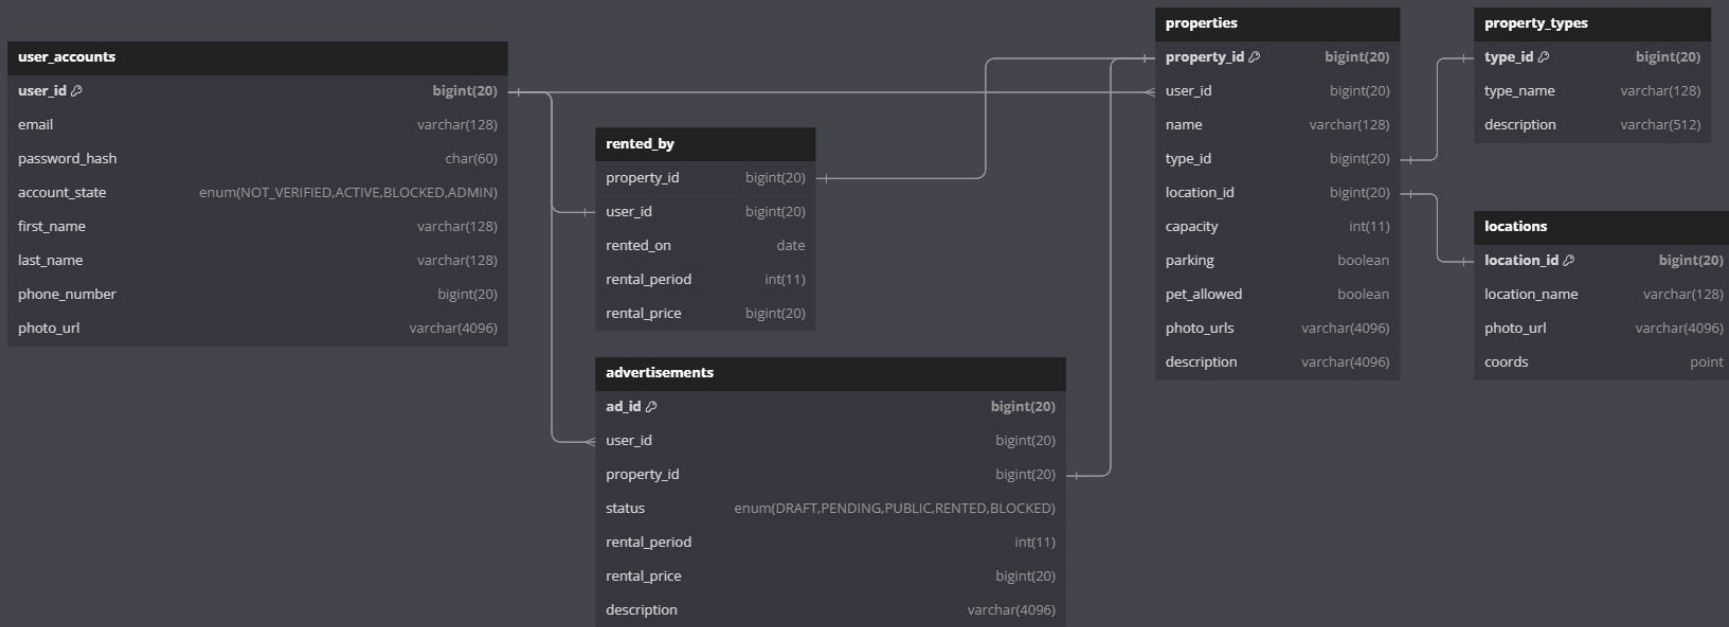 user_accounts
user_id bigint(20)
email varchar(128)
password_hash char(60)
account_state enum(NOT_VERIFIED,ACTIVE,BLOCKED,ADMIN)
first_name varchar(128)
last_name varchar(128)
phone_number bigint(20)
photo_url varchar(4096)
rented_by
property_id bigint(20)
user_id bigint(20)
rented_on date
rental_period int(11)
rental_price bigint(20)
advertisements
ad_id bigint(20)
user_id bigint(20)
property_id bigint(20)
status enum(DRAFT,PENDING,PUBLIC,RENTED,BLOCKED)
rental_period int(11)
rental_price bigint(20)
description varchar(4096)
properties
property_id bigint(20)
user_id bigint(20)
name varchar(128)
type_id bigint(20)
location_id bigint(20)
capacity int(11)
parking boolean
pet_allowed boolean
photo_urls varchar(4096)
description varchar(4096)
property_types
type_id bigint(20)
type_name varchar(128)
description varchar(512)
locations
location_id bigint(20)
location_name varchar(128)
photo_url varchar(4096)
coords point